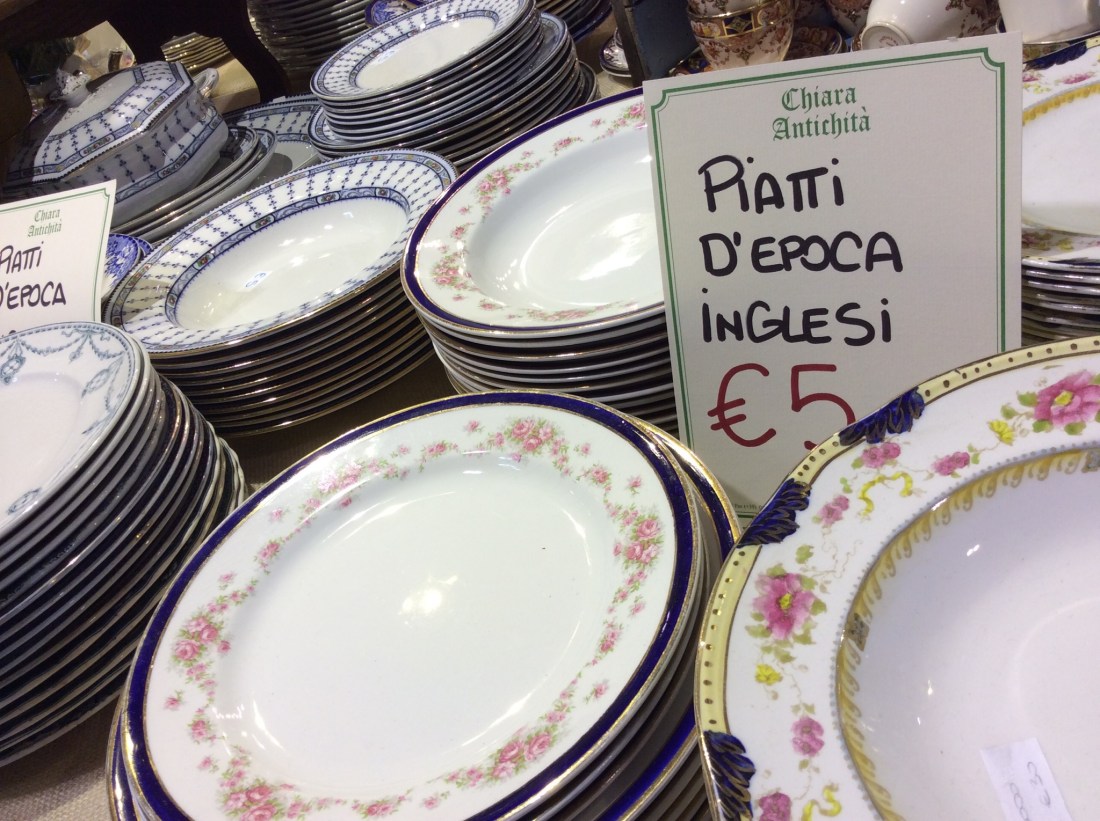 Chiara
Antichità
PiATTi
D'EPOCA
iNGLESi
€5
Chiara
Antichità
PiATTi
D'EPOCA